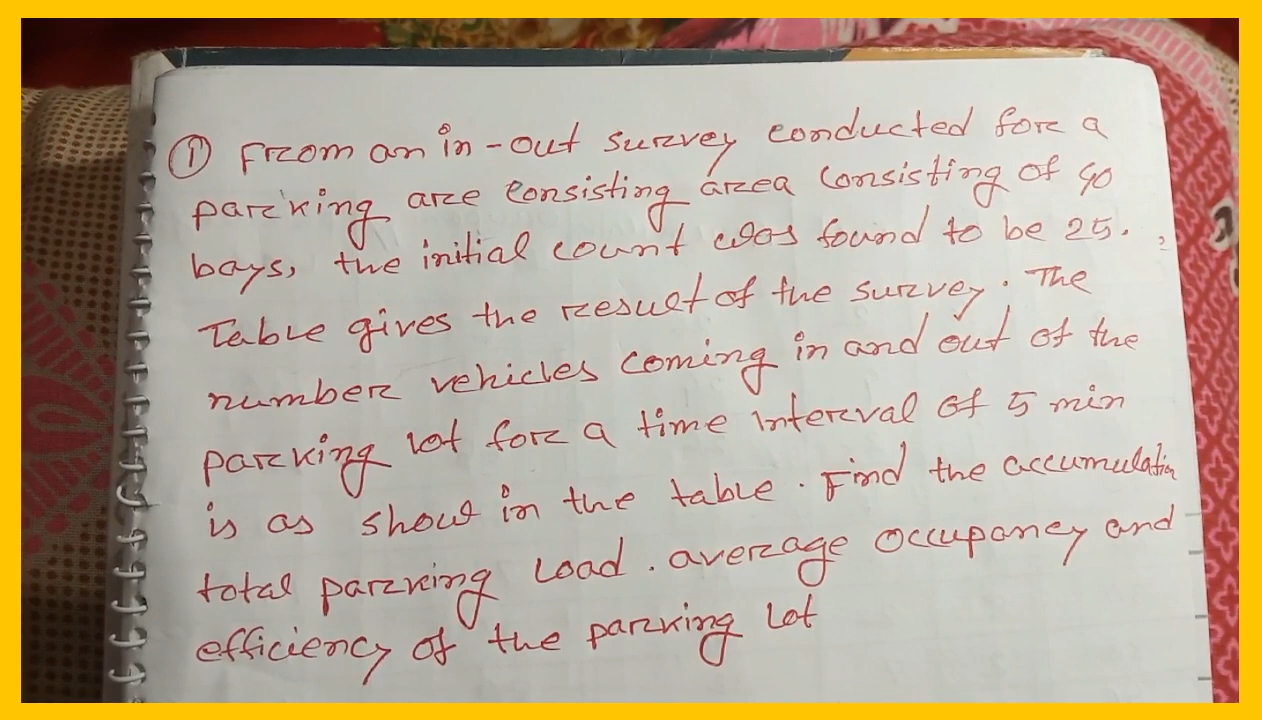 ① From an in-out survey conducted for a
parking are consisting area consisting of 40
bays, the initial count was found to be 25.
Table gives the result of the survey. The
number vehicles coming in and out of the
parking lot for a time interval of 5 min
is as show in the table. Find the accumulation
total parking load. average occupancy and
efficiency of the parking lot